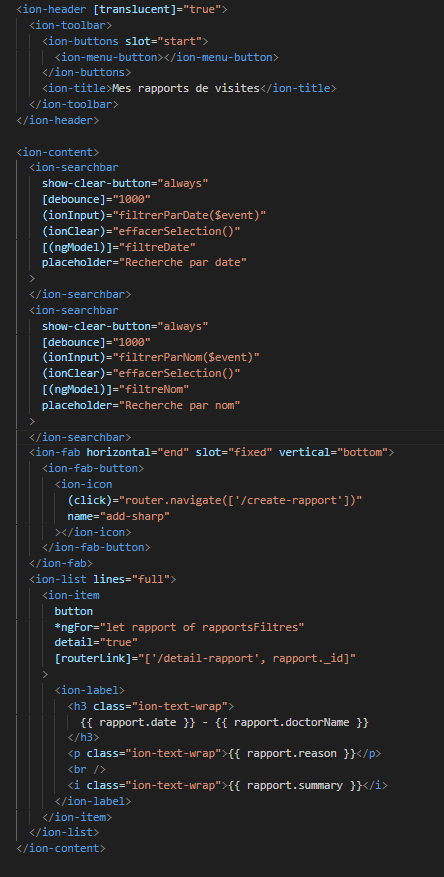 <ion-header [translucent]="true">
<ion-toolbar>
<ion-buttons slot="start">
<ion-menu-button></ion-menu-button>
</ion-buttons>
<ion-title>Mes rapports de visites</ion-title>
</ion-toolbar>
</ion-header>
<ion-content>
<ion-searchbar
show-clear-button="always"
[debounce]="1000"
(ionInput)="filtrerParDate($event)"
(ionClear)="effacerSelection()"
[(ngModel)]="filtreDate"
placeholder="Recherche par date"
>
</ion-searchbar>
<ion-searchbar
show-clear-button="always"
[debounce]="1000"
(ionInput)="filtrerParNom($event)"
(ionClear)="effacerSelection()"
[(ngModel)]="filtreNom"
placeholder="Recherche par nom"
>
</ion-searchbar>
<ion-fab horizontal="end" slot="fixed" vertical="bottom">
<ion-fab-button>
<ion-icon
(click)="router.navigate(['/create-rapport'])"
name="add-sharp"
></ion-icon>
</ion-fab-button>
</ion-fab>
<ion-list lines="full">
<ion-item
button
*ngFor="let rapport of rapportsFiltres"
detail="true"
[routerLink]="['/detail-rapport', rapport._id]"
>
<ion-label>
<h3 class="ion-text-wrap">
{{ rapport.date }} - {{ rapport.doctorName }}
</h3>
<p class="ion-text-wrap">{{ rapport.reason }}</p>
<br />
<i class="ion-text-wrap">{{ rapport.summary }}</i>
</ion-label>
</ion-item>
</ion-list>
</ion-content>